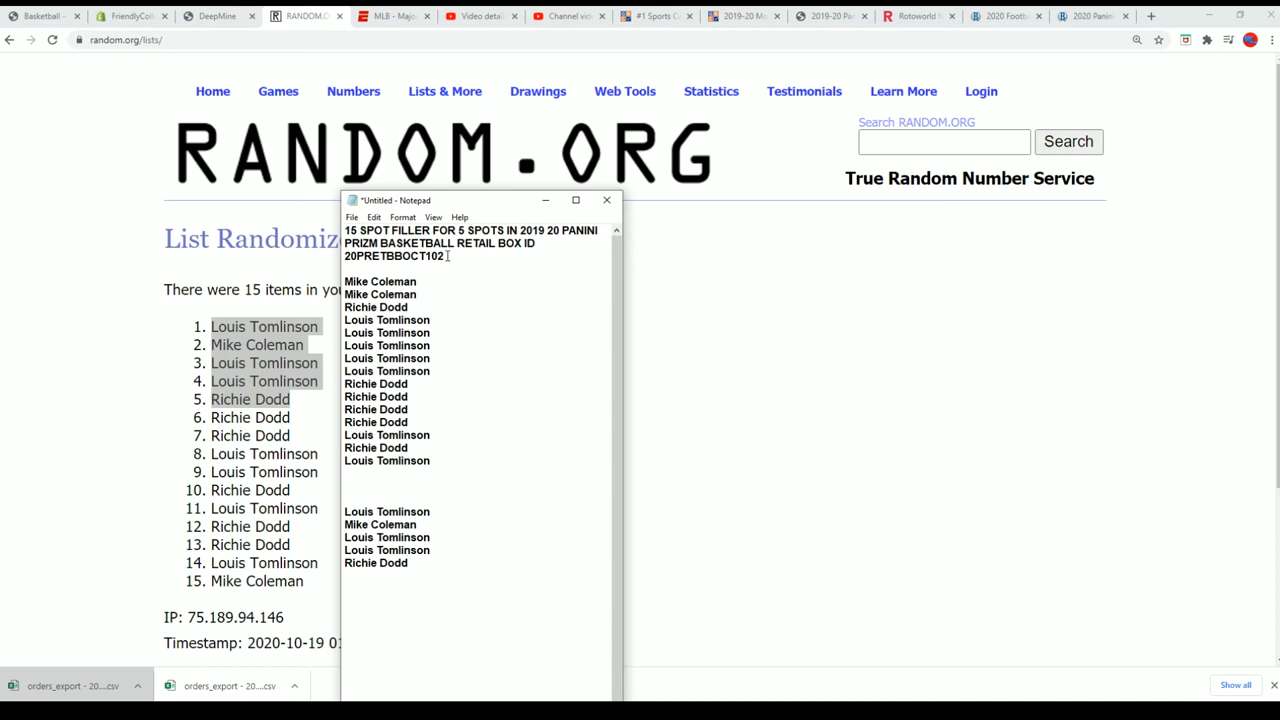 Basketball –
FriendlyColl
DeepMine
RANDOM.O
MLB - Major
Video detail
Channel vid
#1 Sports C
2019-20 Mo
2019-20 Pan
Rotoworld
2020 Footb
2020 Panini
random.org/lists/
Home Games Numbers Lists & More Drawings Web Tools Statistics Testimonials Learn More Login
RANDOM.ORG
Search RANDOM.ORG
Search
True Random Number Service
List Randomiz
There were 15 items in you
1. Louis Tomlinson
2. Mike Coleman
3. Louis Tomlinson
4. Louis Tomlinson
5. Richie Dodd
6. Richie Dodd
7. Richie Dodd
8. Louis Tomlinson
9. Louis Tomlinson
10. Richie Dodd
11. Louis Tomlinson
12. Richie Dodd
13. Richie Dodd
14. Louis Tomlinson
15. Mike Coleman
IP: 75.189.94.146
Timestamp: 2020-10-19 01
*Untitled - Notepad
File Edit Format View Help
15 SPOT FILLER FOR 5 SPOTS IN 2019 20 PANINI
PRIZM BASKETBALL RETAIL BOX ID
20PRETBBOCT102
Mike Coleman
Mike Coleman
Richie Dodd
Louis Tomlinson
Louis Tomlinson
Louis Tomlinson
Louis Tomlinson
Louis Tomlinson
Richie Dodd
Richie Dodd
Richie Dodd
Richie Dodd
Louis Tomlinson
Richie Dodd
Louis Tomlinson
Louis Tomlinson
Mike Coleman
Louis Tomlinson
Louis Tomlinson
Richie Dodd
orders_export - 20....csv
orders_export - 20....csv
Show all